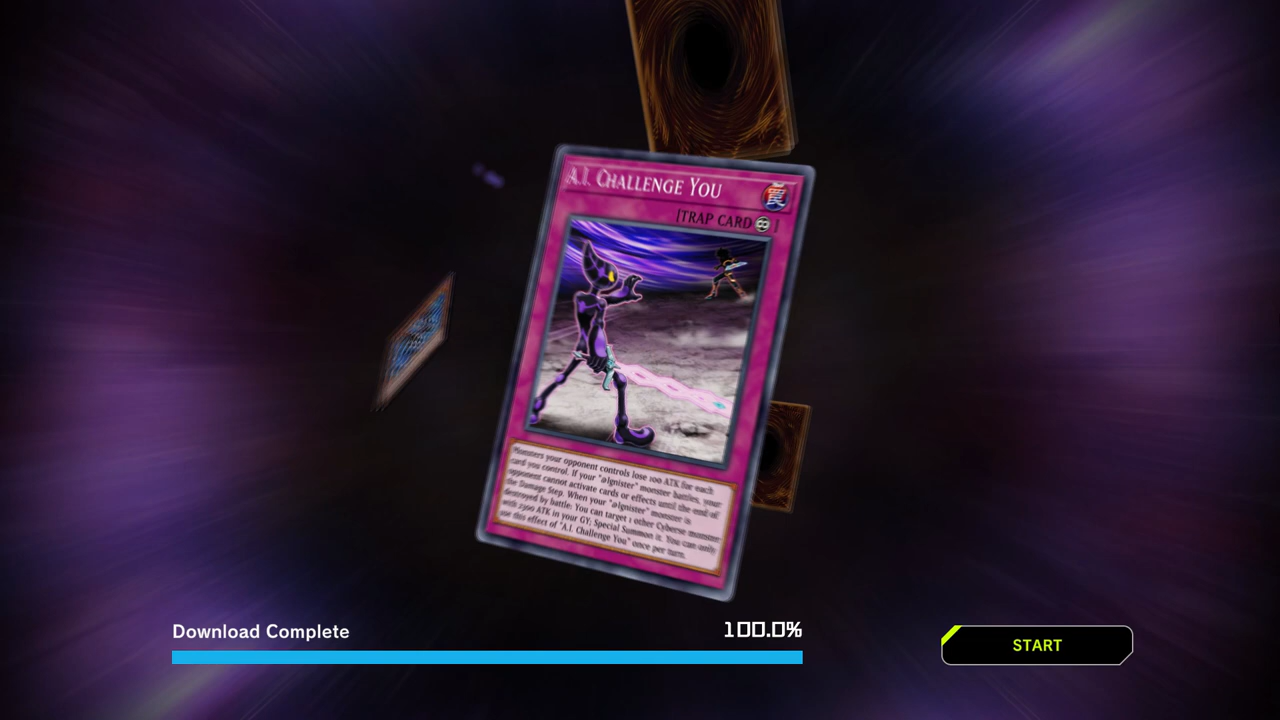 A.I. CHALLENGE YOU
[TRAP CARD ]
Monsters your opponent controls lose 100 ATK for each
card you control. If your "@Ignister" monster battles, your
opponent cannot activate cards or effects until the end of
the Damage Step. When your "@Ignister" monster is
destroyed by battle: You can target 1 other Cyberse monster
with 2300 ATK in your GY; Special Summon it. You can only
use this effect of "A.I. Challenge You" once per turn.
Download Complete
100.0%
START